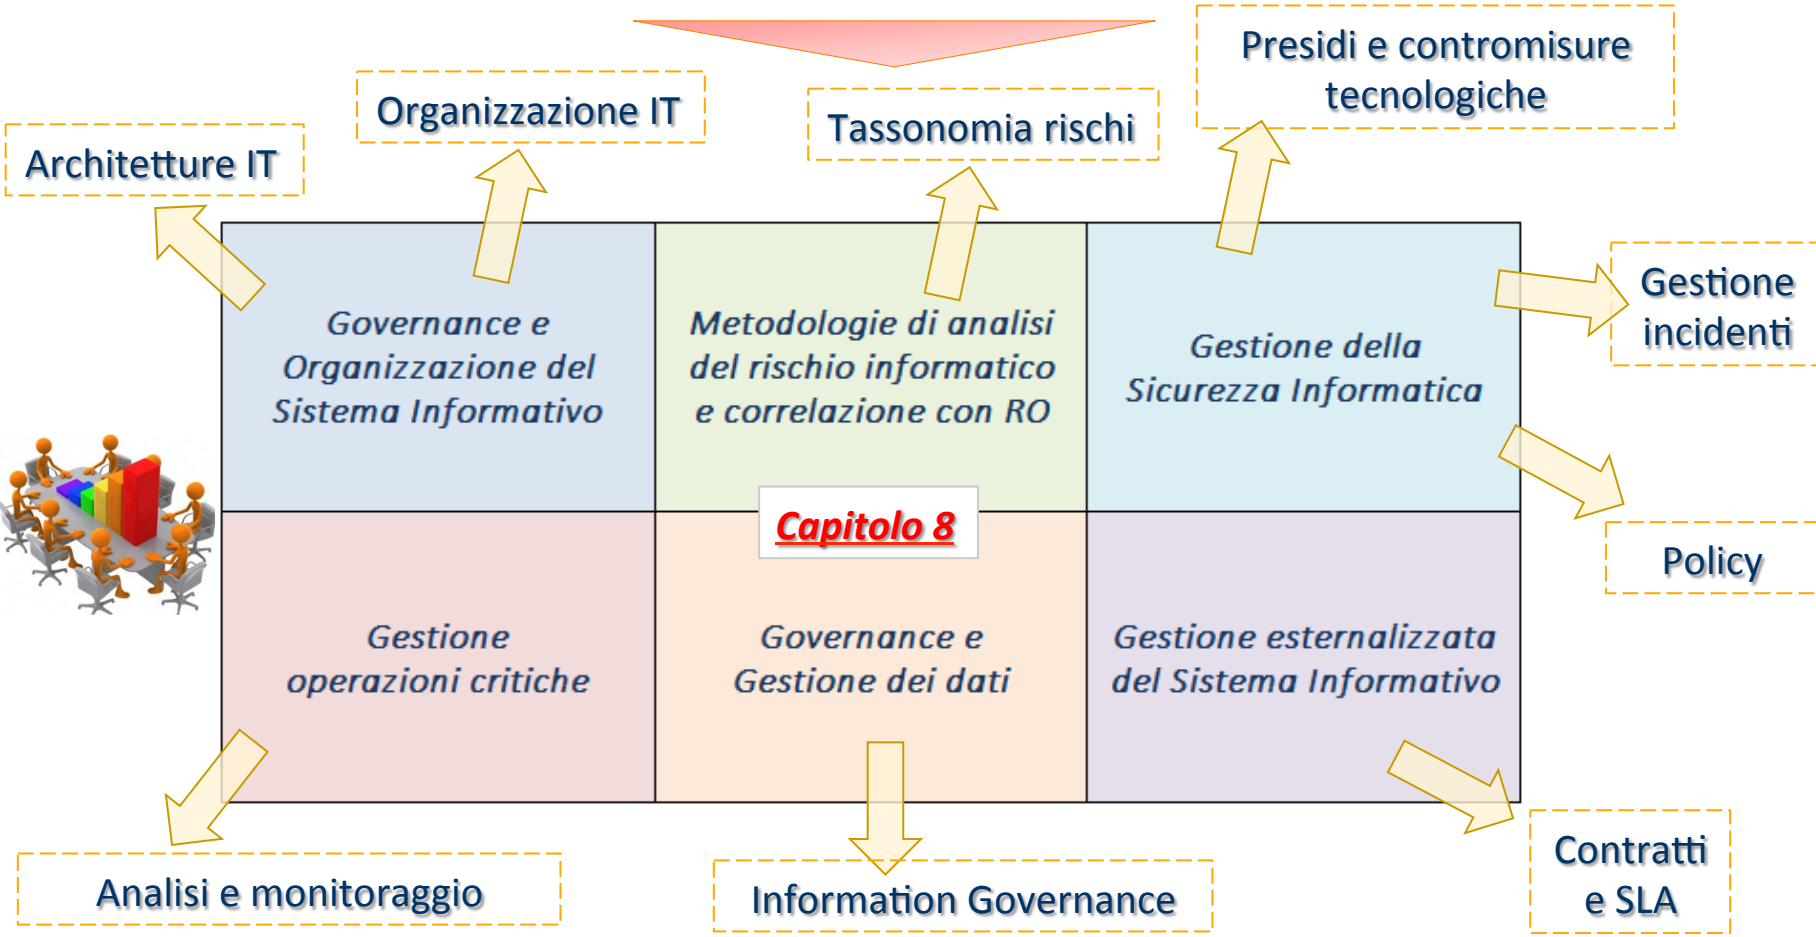 Presidi e contromisure
tecnologiche
Organizzazione IT
Tassonomia rischi
Architetture IT
Gestione
incidenti
Governance e
Organizzazione del
Sistema Informativo
Metodologie di analisi
del rischio informatico
e correlazione con RO
Gestione della
Sicurezza Informatica
Capitolo 8
Policy
Gestione
operazioni critiche
Governance e
Gestione dei dati
Gestione esternalizzata
del Sistema Informativo
Analisi e monitoraggio
Information Governance
Contratti
e SLA